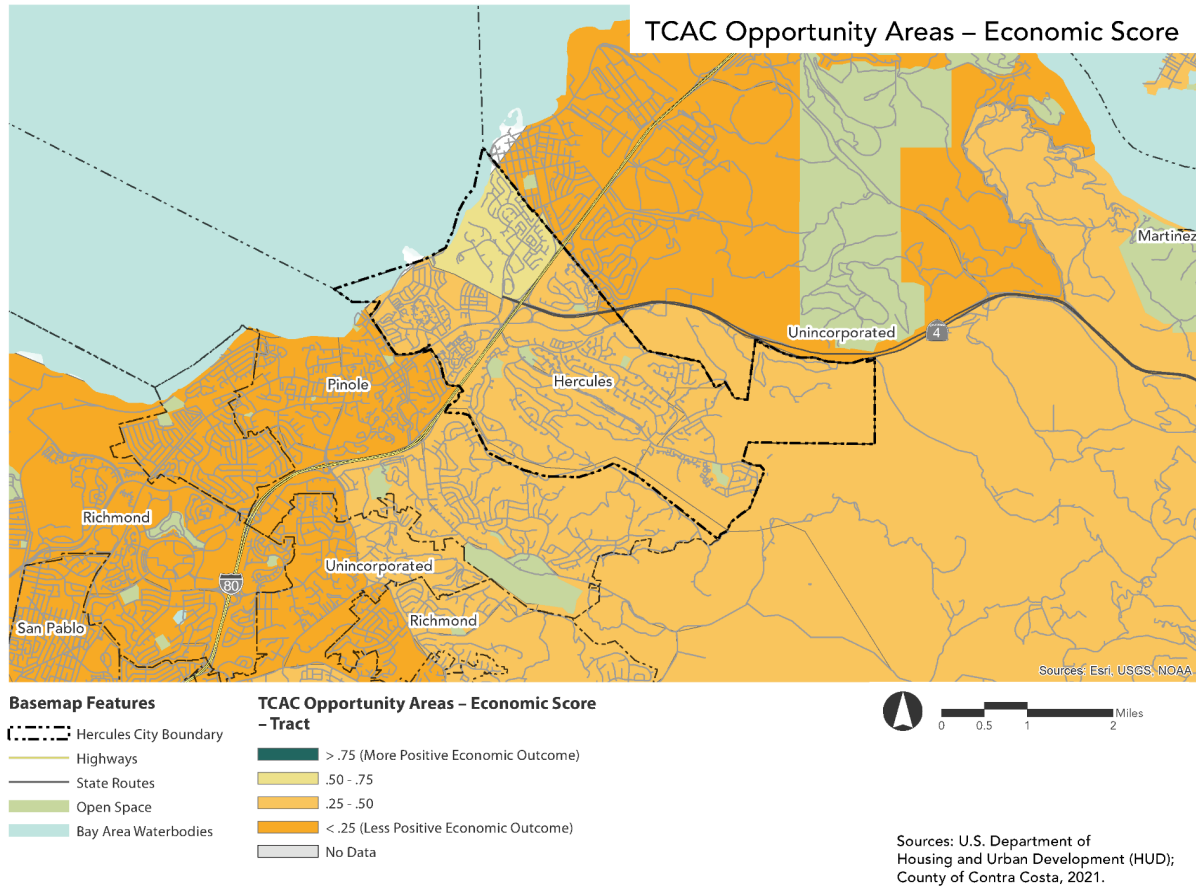 TCAC Opportunity Areas – Economic Score
Martinez
Unincorporated
4
Hercules
Pinole
Richmond
Unincorporated
80
Richmond
San Pablo
Sources: Esri, USGS, NOAA
Basemap Features
Hercules City Boundary
Highways
State Routes
Open Space
Bay Area Waterbodies
TCAC Opportunity Areas – Economic Score
– Tract
> .75 (More Positive Economic Outcome)
.50 - .75
.25 - .50
< .25 (Less Positive Economic Outcome)
No Data
Miles
0 0.5 1 2
Sources: U.S. Department of
Housing and Urban Development (HUD);
County of Contra Costa, 2021.